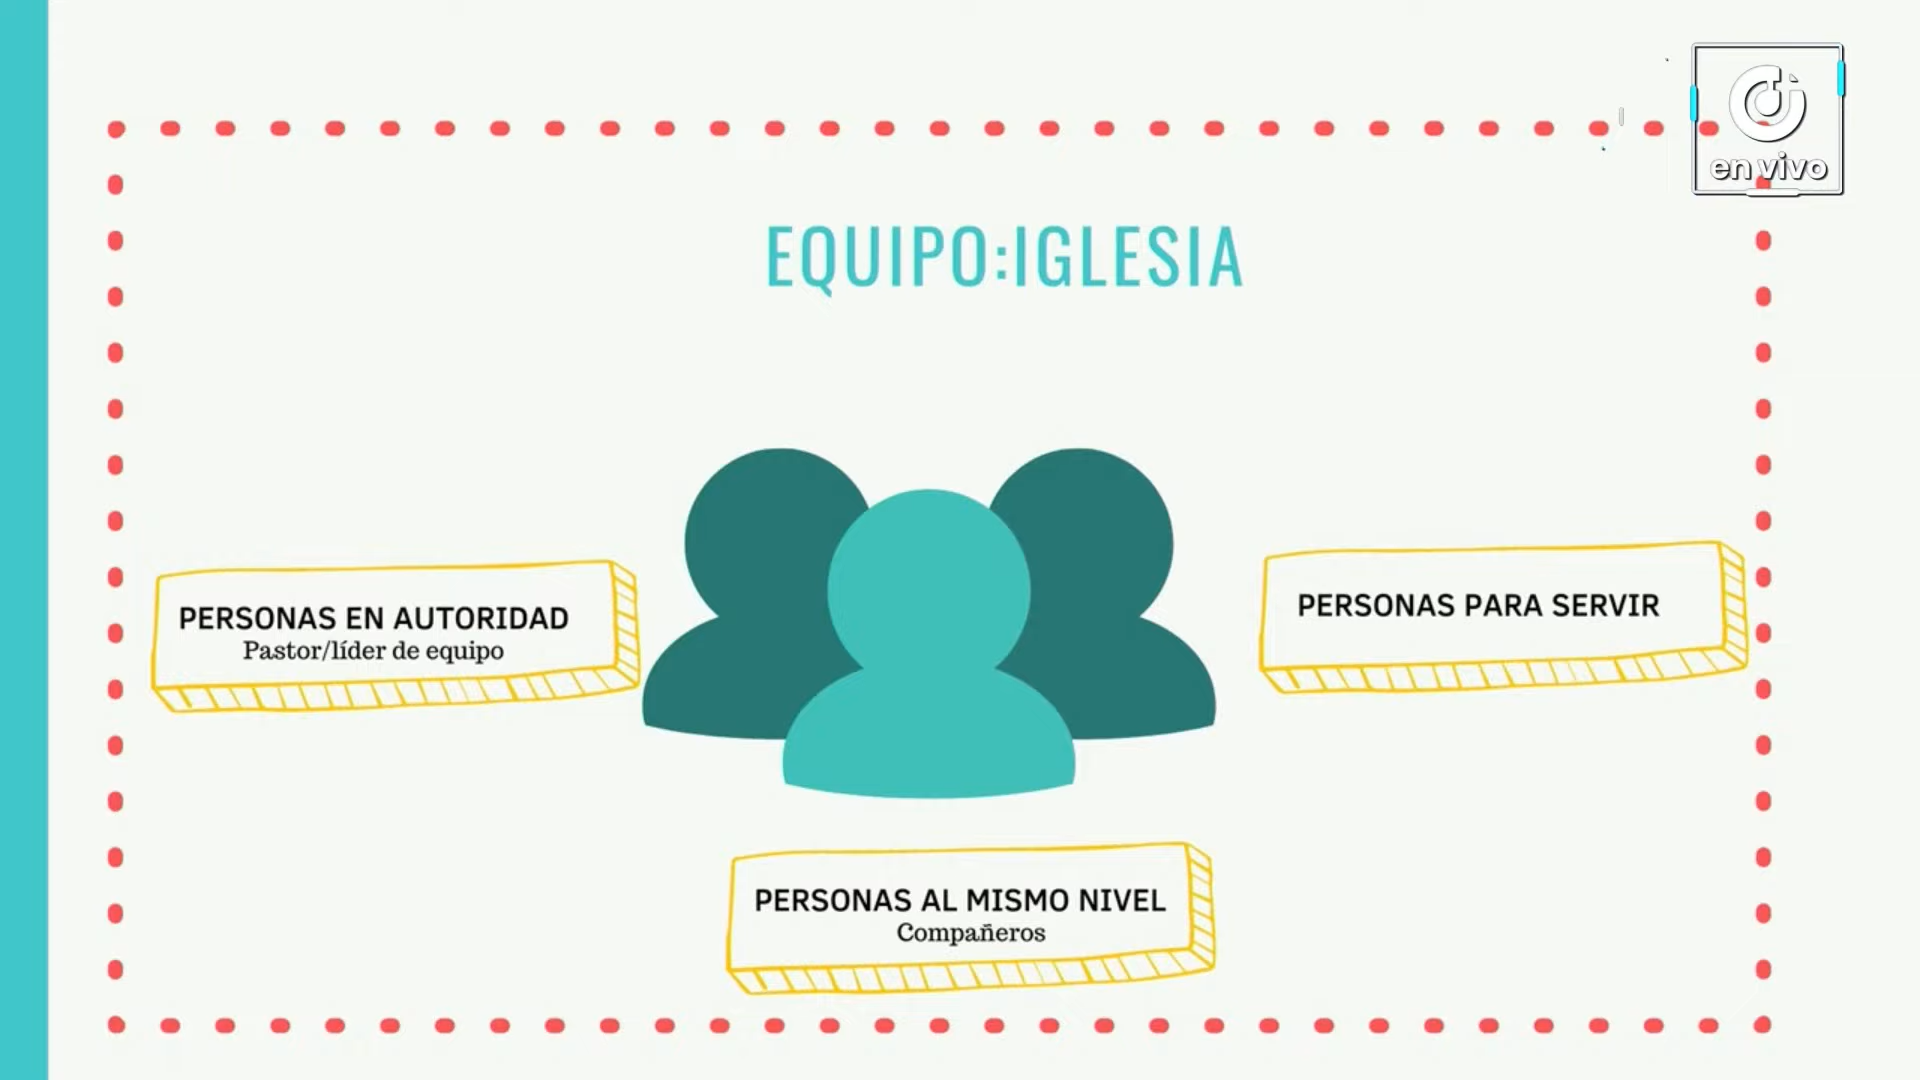 en vivo
EQUIPO:IGLESIA
PERSONAS EN AUTORIDAD
Pastor/líder de equipo
PERSONAS PARA SERVIR
PERSONAS AL MISMO NIVEL
Compañeros